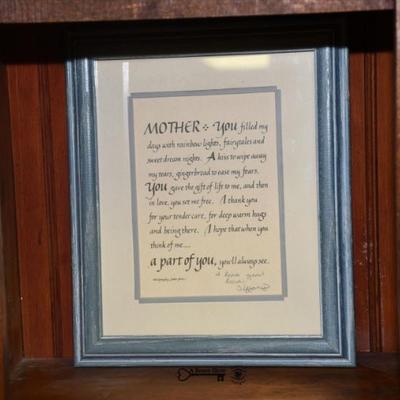 MOTHER You filled my
days with rainbow lights, fairytales and
sweet dream nights. A kiss to wipe away
my tears, gingerbread to ease my fears.
You gave the gift of life to me, and then
in love, you set me free. I thank you
for your tender care, for deep warm hugs
and being there. I hope that when you
think of me....
a part of you, you'll always see.